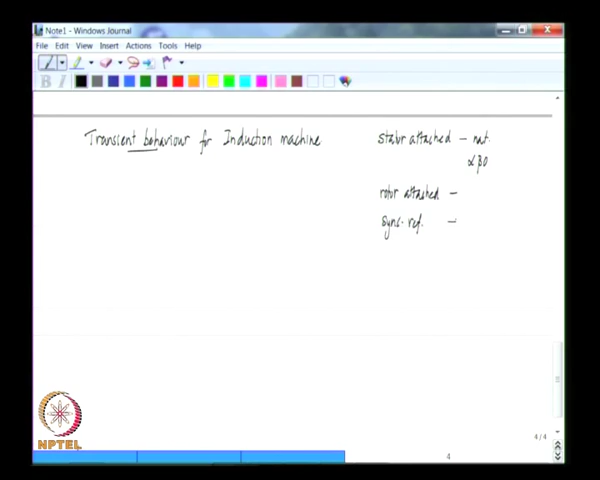 Note1 - Windows Journal
File Edit View Insert Actions Tools Help
B I
Transient behaviour for Induction machine
stator attached - nat.
αβ0
rotor attached -
sync. ref. -
NPTEL
4 / 4
4